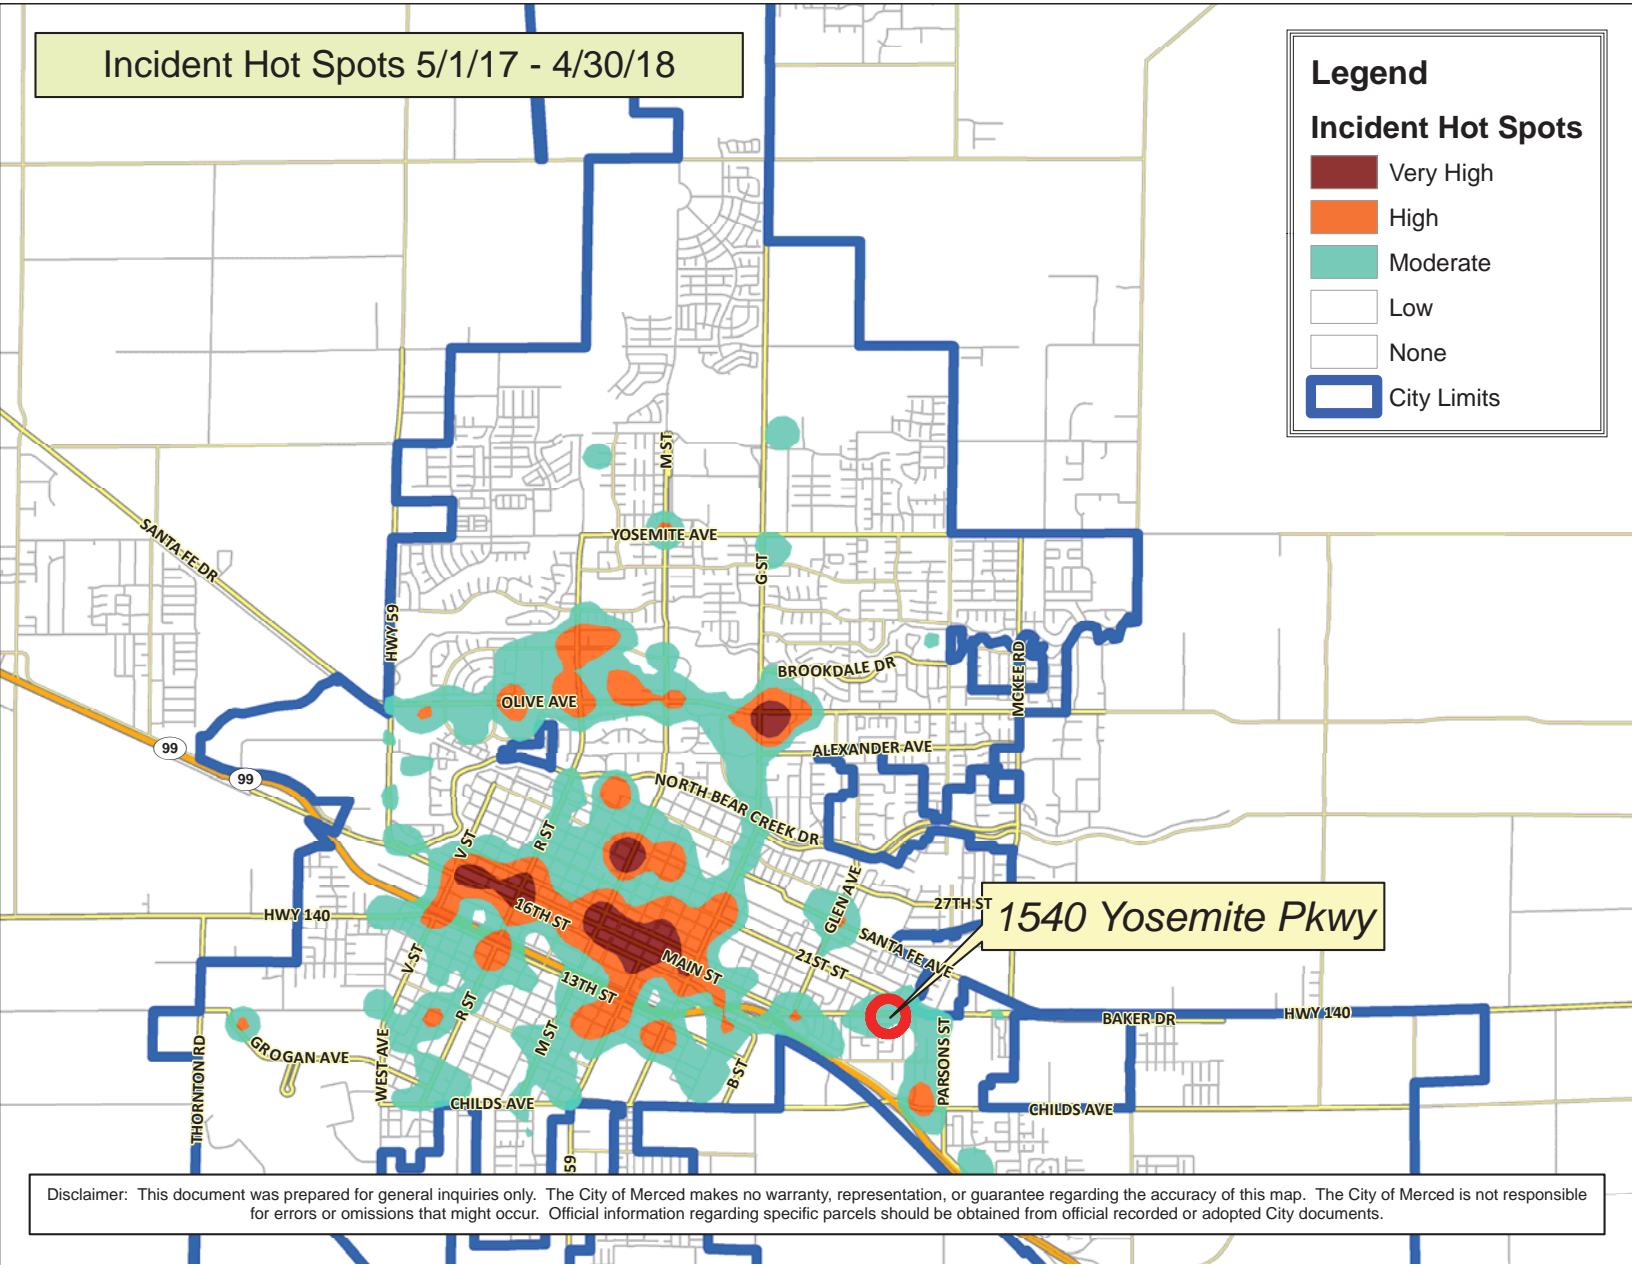 Incident Hot Spots 5/1/17 - 4/30/18
Legend
Incident Hot Spots
Very High
High
Moderate
Low
None
City Limits
M ST
SANTA FE DR
YOSEMITE AVE
G ST
HWY 59
BROOKDALE DR
MCKEE RD
OLIVE AVE
99
99
ALEXANDER AVE
NORTH BEAR CREEK DR
V ST
R ST
GLEN AVE
27TH ST
1540 Yosemite Pkwy
HWY 140
16TH ST
SANTA FE AVE
V ST
MAIN ST
21ST ST
13TH ST
R ST
M ST
BAKER DR
HWY 140
GROGAN AVE
WEST AVE
THORNTON RD
B ST
PARSONS ST
CHILDS AVE
CHILDS AVE
59
Disclaimer: This document was prepared for general inquiries only. The City of Merced makes no warranty, representation, or guarantee regarding the accuracy of this map. The City of Merced is not responsible
for errors or omissions that might occur. Official information regarding specific parcels should be obtained from official recorded or adopted City documents.